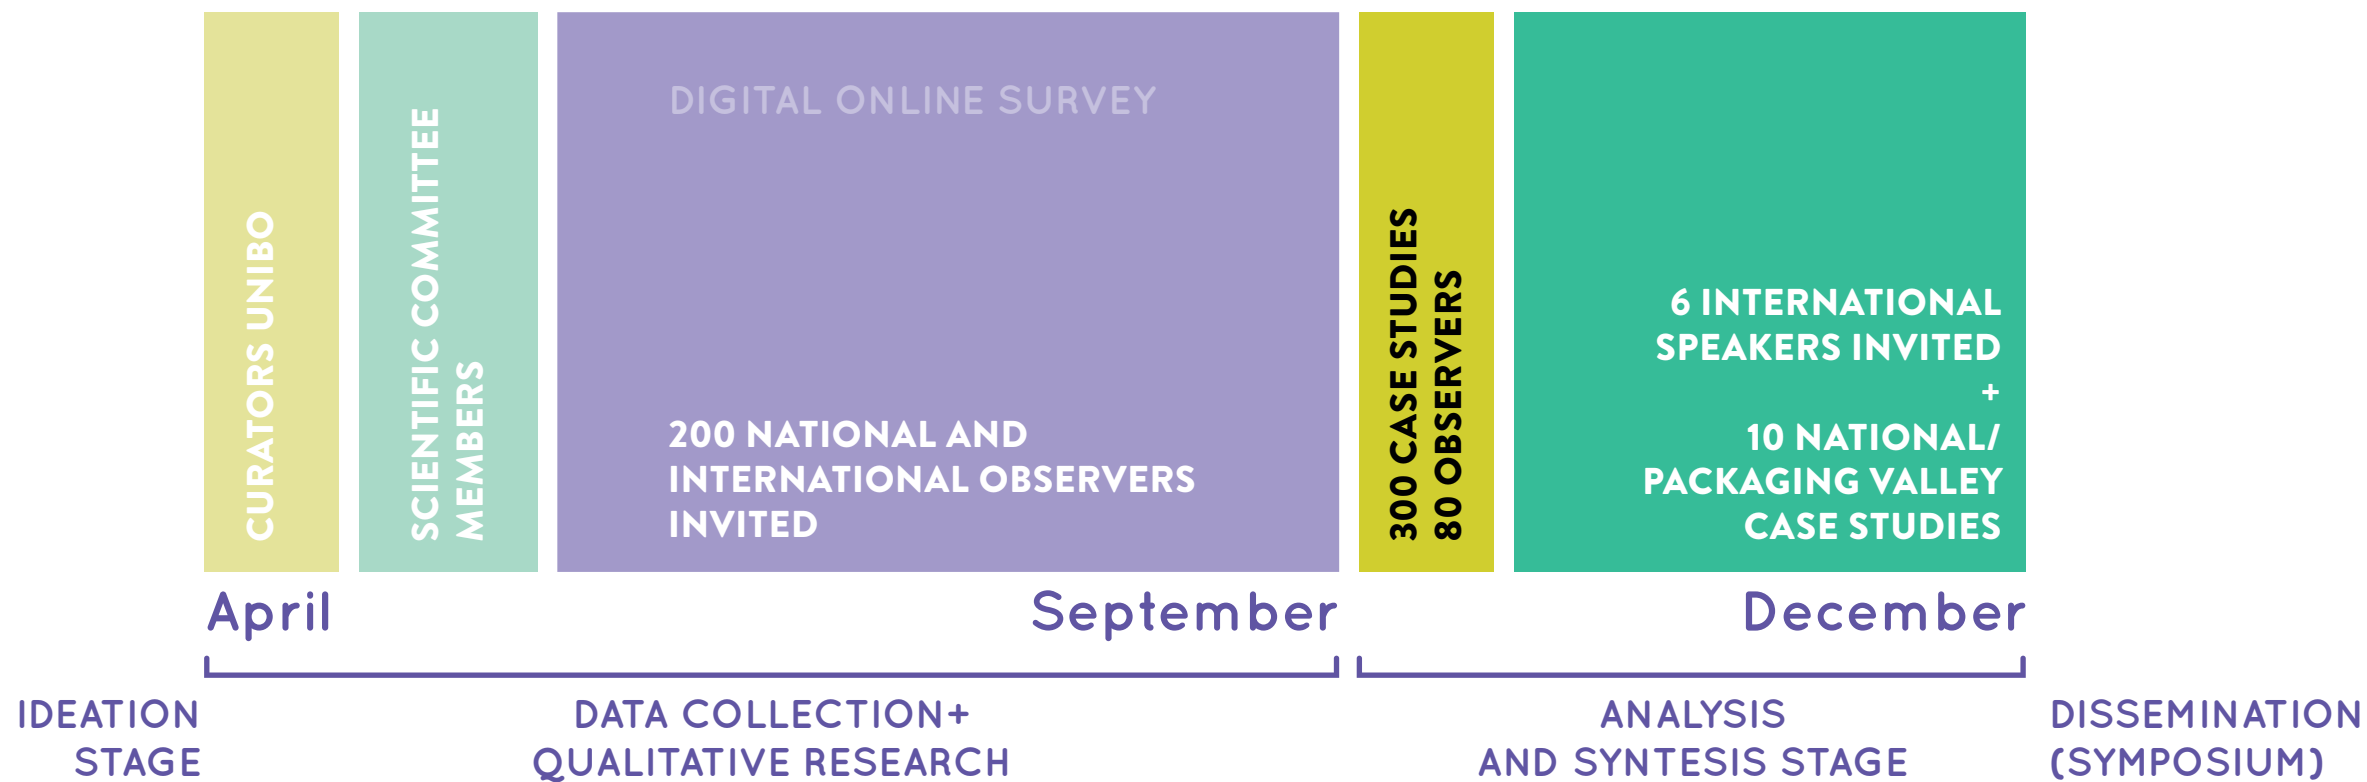 CURATORS UNIBO
SCIENTIFIC COMMITTEE
MEMBERS
DIGITAL ONLINE SURVEY
200 NATIONAL AND
INTERNATIONAL OBSERVERS
INVITED
300 CASE STUDIES
80 OBSERVERS
6 INTERNATIONAL
SPEAKERS INVITED
+
10 NATIONAL/
PACKAGING VALLEY
CASE STUDIES
April
September
December
IDEATION
STAGE
DATA COLLECTION+
QUALITATIVE RESEARCH
ANALYSIS
AND SYNTESIS STAGE
DISSEMINATION
(SYMPOSIUM)